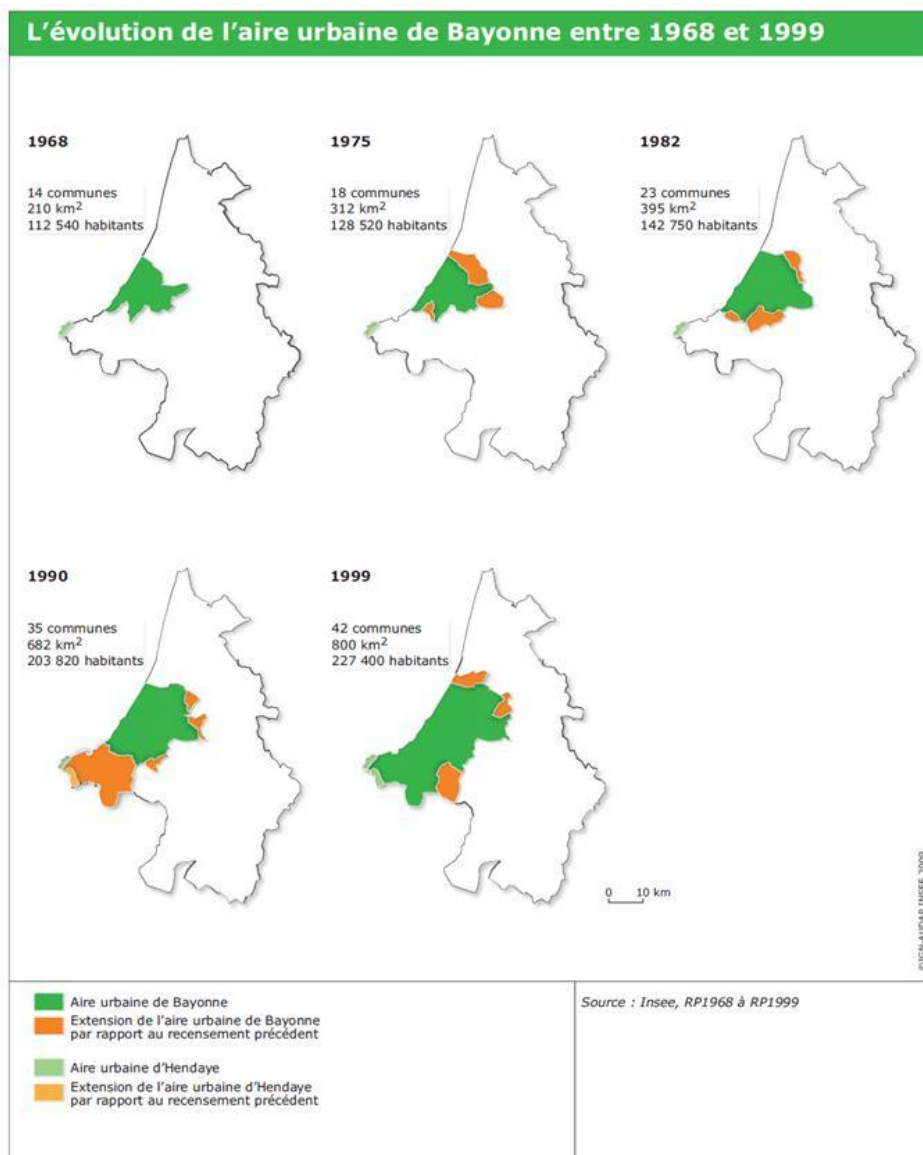 L’évolution de l’aire urbaine de Bayonne entre 1968 et 1999
1968
14 communes
210 km²
112 540 habitants
1975
18 communes
312 km²
128 520 habitants
1982
23 communes
395 km²
142 750 habitants
1990
35 communes
682 km²
203 820 habitants
1999
42 communes
800 km²
227 400 habitants
0 10 km
©IGN-AUDAP, INSEE 2009
Aire urbaine de Bayonne
Extension de l’aire urbaine de Bayonne
par rapport au recensement précédent
Aire urbaine d’Hendaye
Extension de l’aire urbaine d’Hendaye
par rapport au recensement précédent
Source : Insee, RP1968 à RP1999